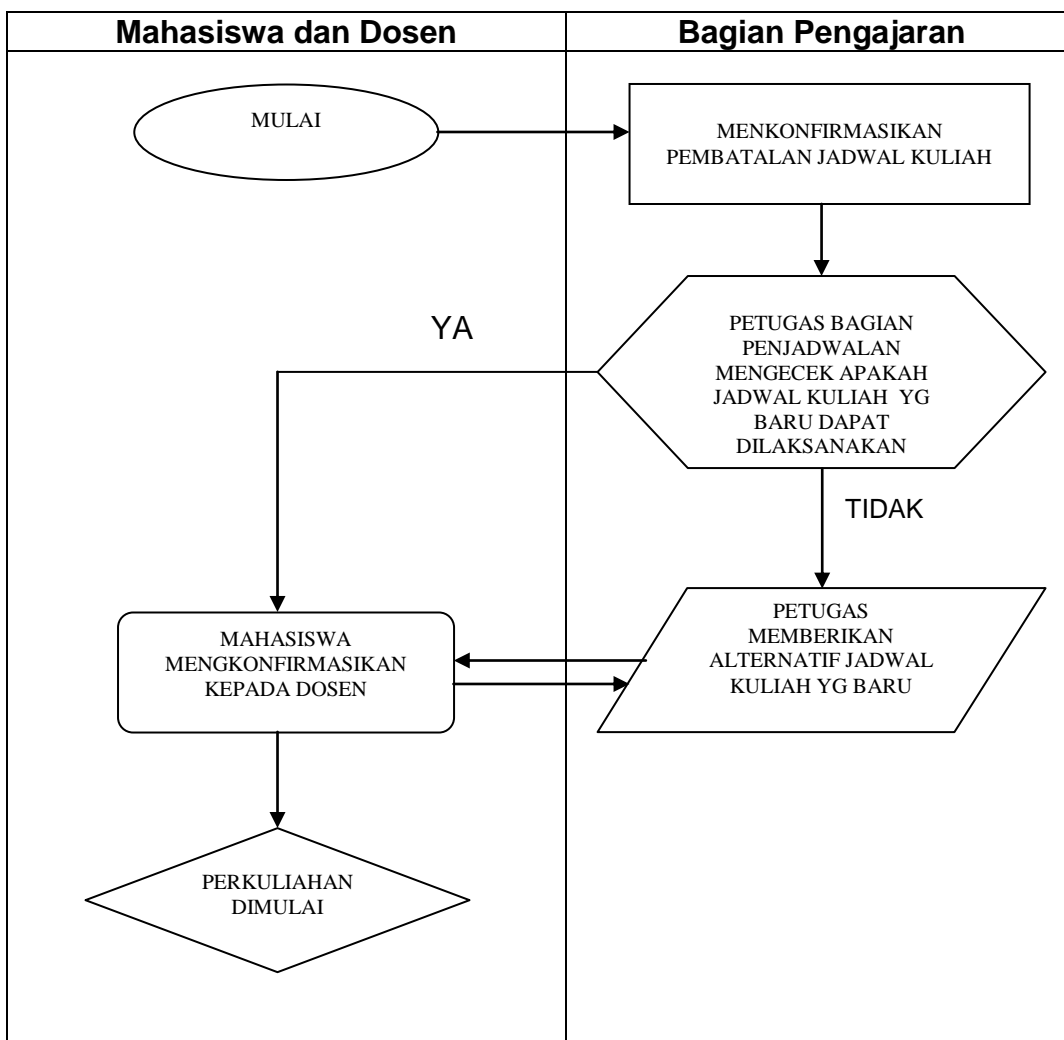 Mahasiswa dan Dosen
Bagian Pengajaran
MULAI
MENKONFIRMASIKAN
PEMBATALAN JADWAL KULIAH
YA
PETUGAS BAGIAN
PENJADWALAN
MENGECEK APAKAH
JADWAL KULIAH YG
BARU DAPAT
DILAKSANAKAN
TIDAK
MAHASISWA
MENGKONFIRMASIKAN
KEPADA DOSEN
PETUGAS
MEMBERIKAN
ALTERNATIF JADWAL
KULIAH YG BARU
PERKULIAHAN
DIMULAI